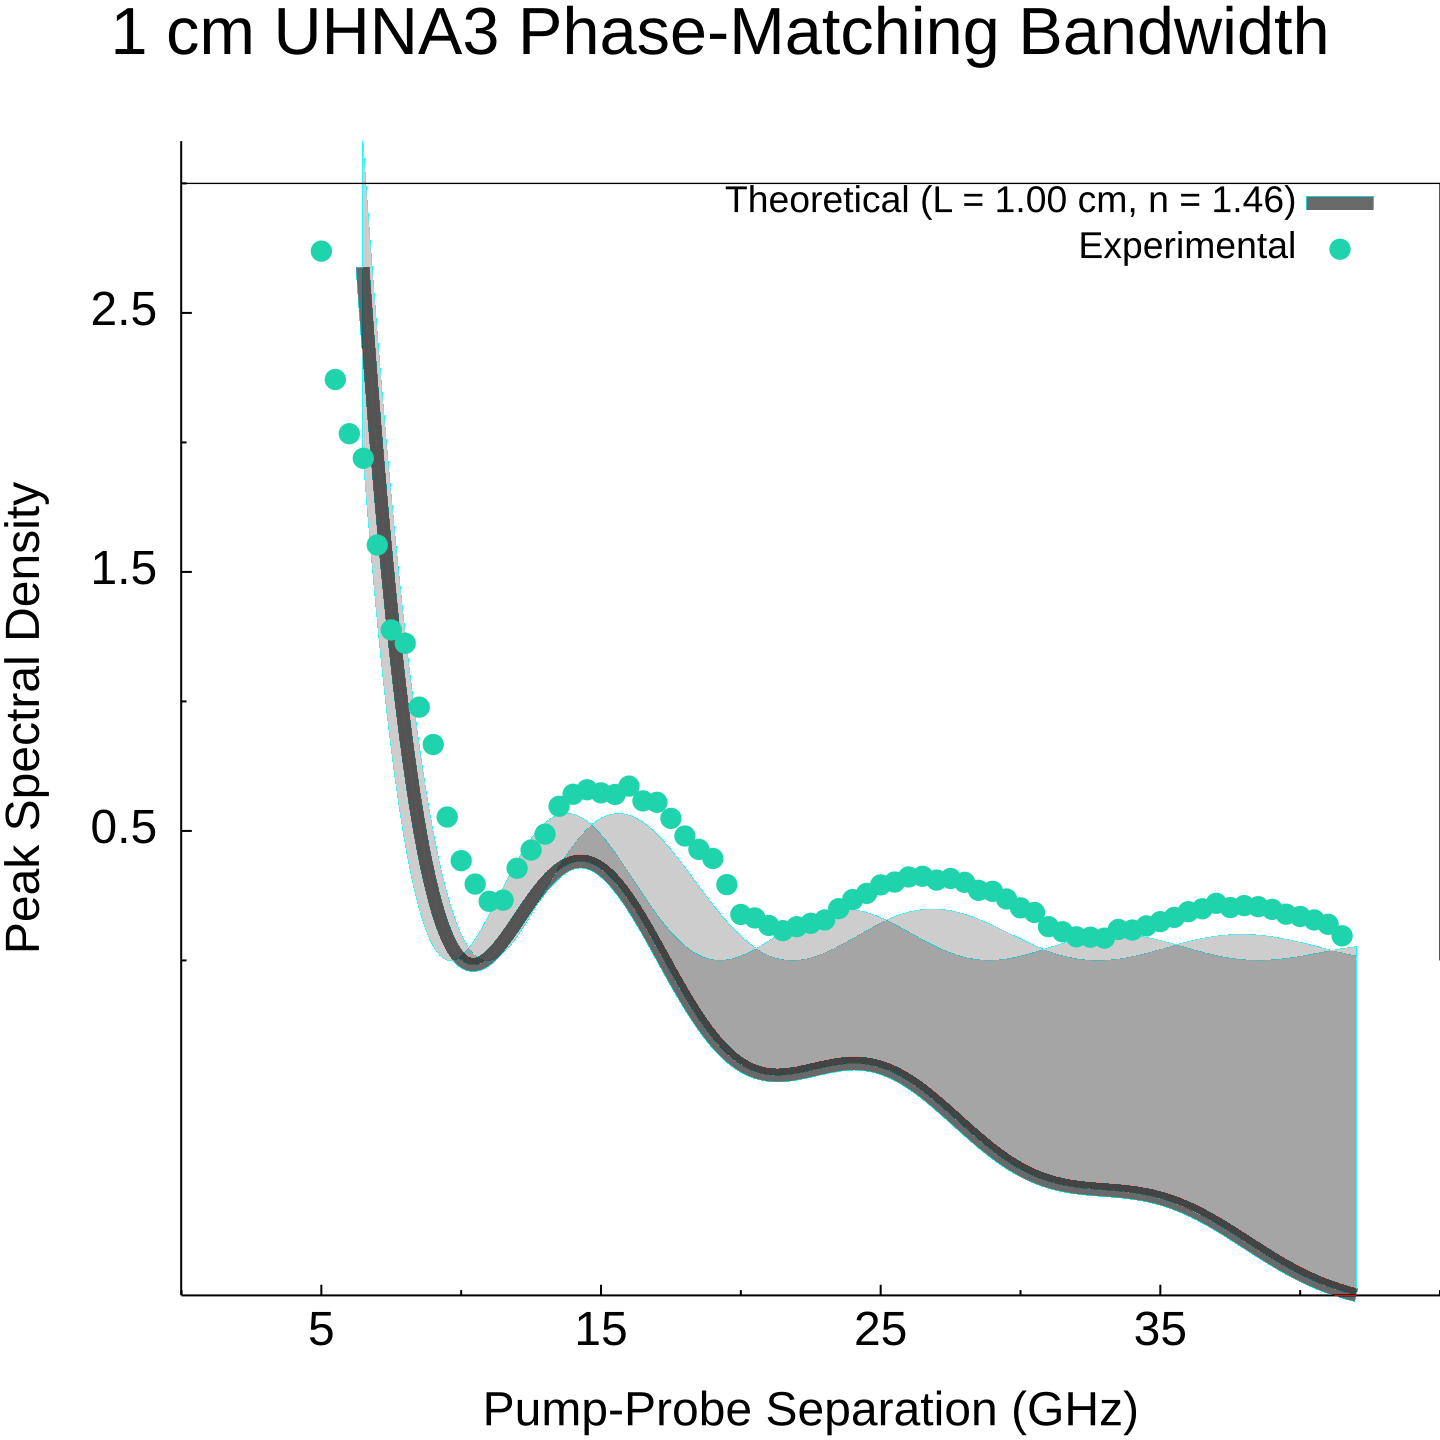 1 cm UHNA3 Phase-Matching Bandwidth
Theoretical (L = 1.00 cm, n = 1.46)
Experimental
2.5
1.5
0.5
Peak Spectral Density
5 15 25 35
Pump-Probe Separation (GHz)